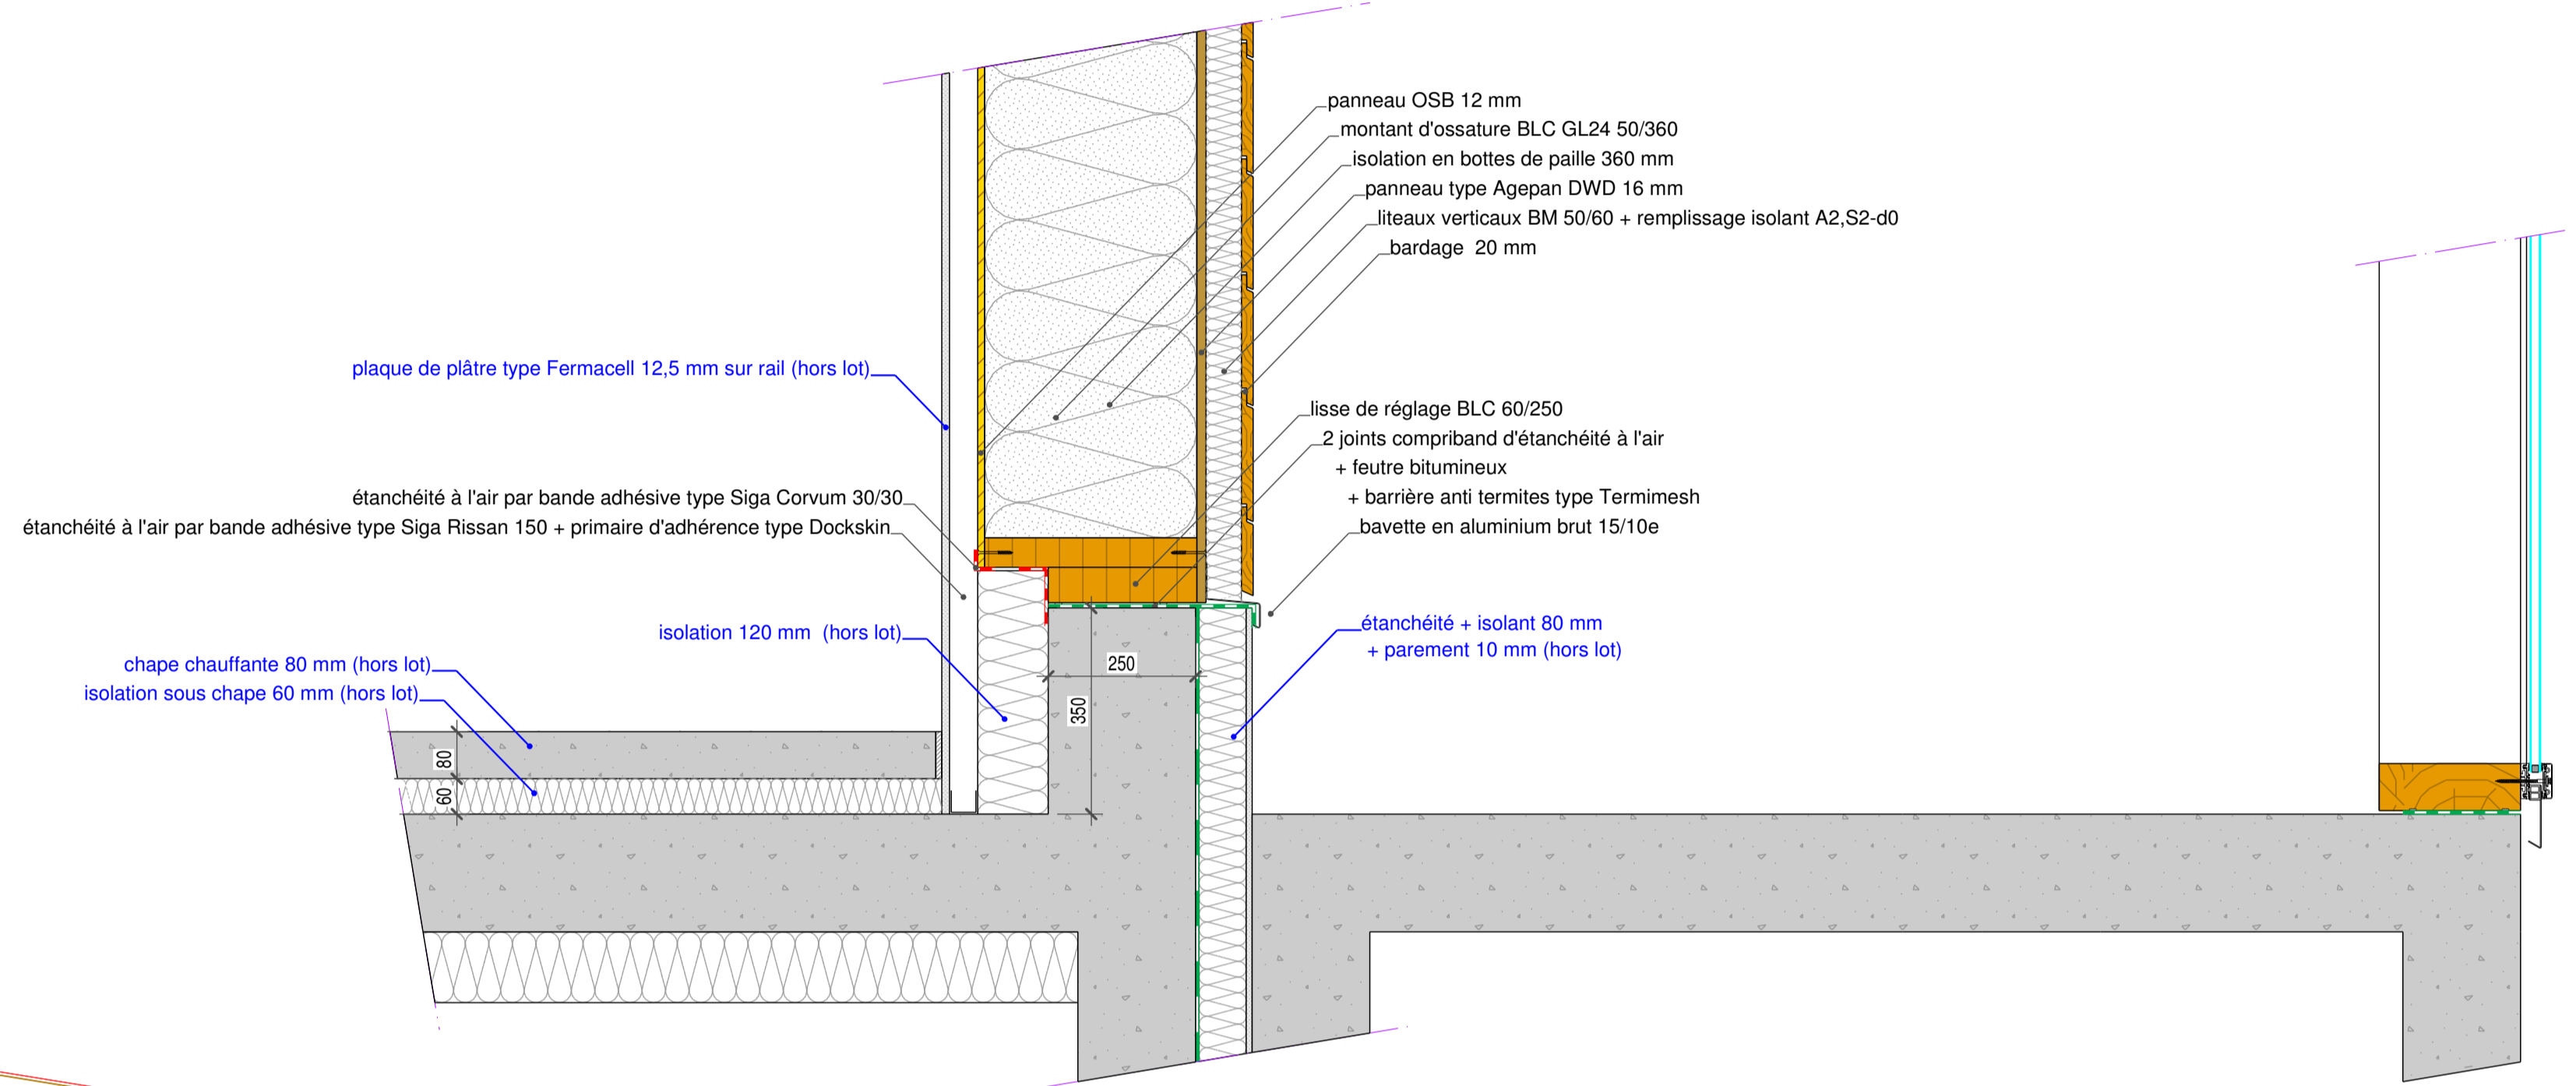 panneau OSB 12 mm
montant d'ossature BLC GL24 50/360
isolation en bottes de paille 360 mm
panneau type Agepan DWD 16 mm
liteaux verticaux BM 50/60 + remplissage isolant A2,S2-d0
bardage  20 mm
plaque de plâtre type Fermacell 12,5 mm sur rail (hors lot)
lisse de réglage BLC 60/250
2 joints compriband d'étanchéité à l'air
+ feutre bitumineux
+ barrière anti termites type Termimesh
bavette en aluminium brut 15/10e
étanchéité à l'air par bande adhésive type Siga Corvum 30/30
étanchéité à l'air par bande adhésive type Siga Rissan 150 + primaire d'adhérence type Dockskin
isolation 120 mm  (hors lot)
étanchéité + isolant 80 mm
+ parement 10 mm (hors lot)
chape chauffante 80 mm (hors lot)
isolation sous chape 60 mm (hors lot)
250
350
80
60